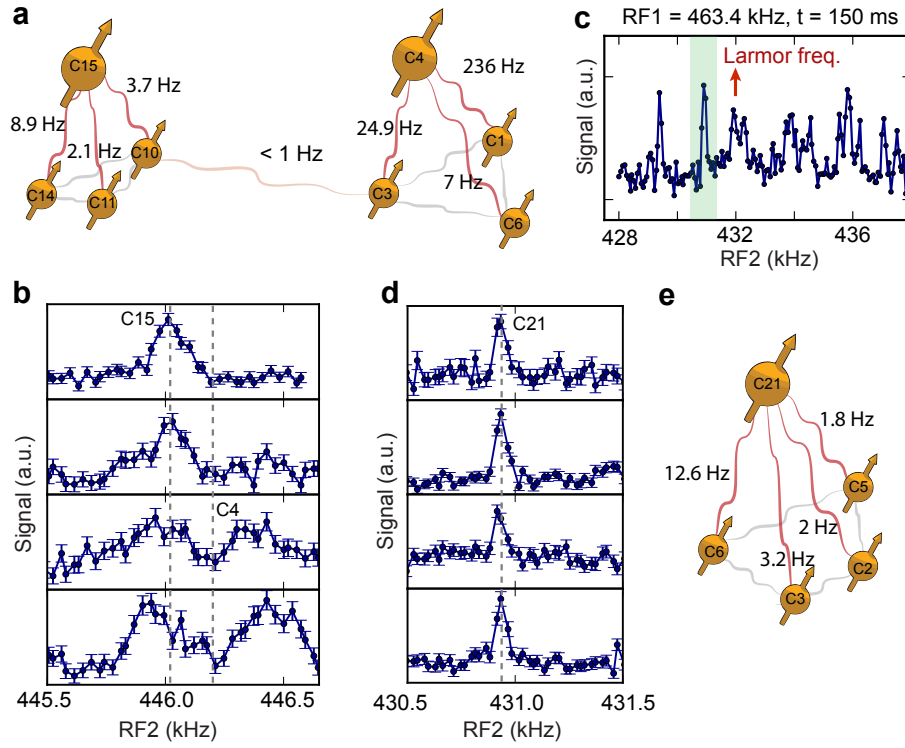 a
C15
3.7 Hz
8.9 Hz
2.1 Hz
C10
C14
C11
< 1 Hz
C4
236 Hz
24.9 Hz
C1
7 Hz
C3
C6
c
RF1 = 463.4 kHz, t = 150 ms
Larmor freq.
Signal (a.u.)
428 432 436
RF2 (kHz)
b
C15
C4
Signal (a.u.)
445.5 446.0 446.5
RF2 (kHz)
d
C21
430.5 431.0 431.5
RF2 (kHz)
e
C21
1.8 Hz
12.6 Hz
C5
2 Hz
C6
3.2 Hz
C2
C3